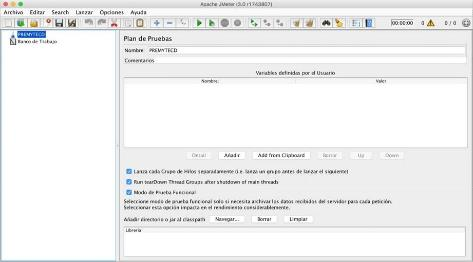 Apache JMeter (3.0 r1743807)
Archivo Editar Search Lanzar Opciones Ayuda
00:00:00 0 0 / 0
PREMYTECD
Banco de Trabajo
Plan de Pruebas
Nombre: PREMYTECD
Comentarios
Variables definidas por el Usuario
Nombre: Valor
Detail Añadir Add from Clipboard Borrar Up Down
Lanza cada Grupo de Hilos separadamente (i.e. lanza un grupo antes de lanzar el siguiente)
Run tearDown Thread Groups after shutdown of main threads
Modo de Prueba Funcional
Seleccione modo de prueba funcional solo si necesita archivar los datos recibidos del servidor para cada petición.
Seleccionar esta opción impacta en el rendimiento considerablemente.
Añadir directorio o jar al classpath Navegar... Borrar Limpiar
Librería